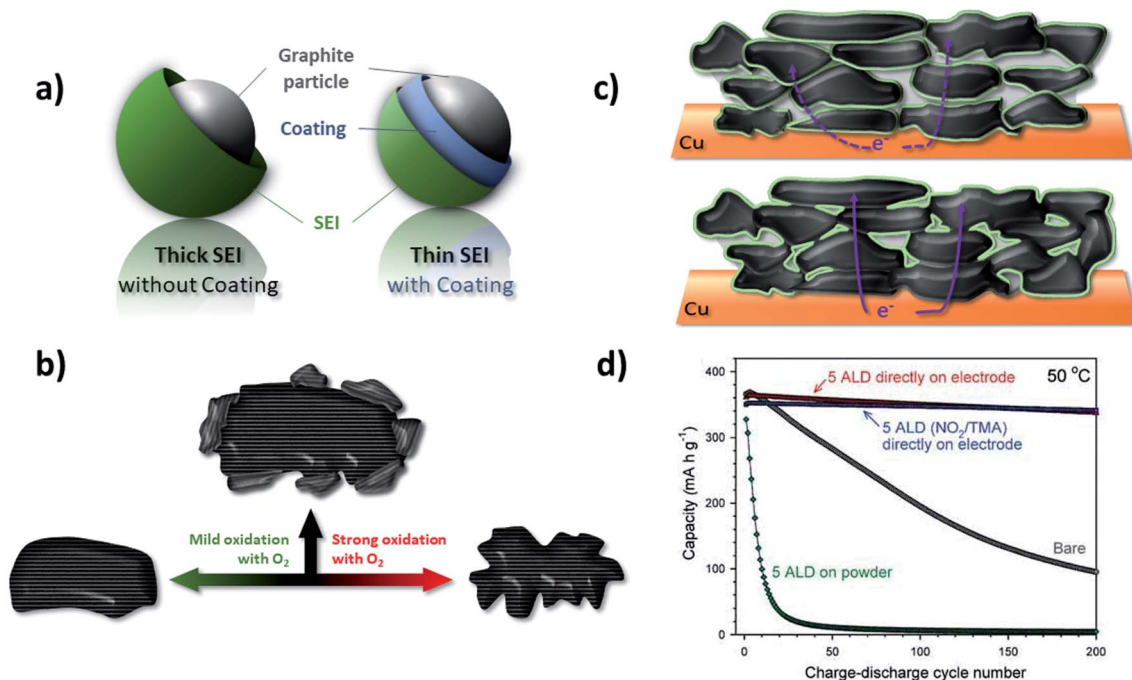 a)
Graphite
particle
Coating
SEI
Thick SEI
without Coating
Thin SEI
with Coating
b)
Mild oxidation
with O₂
Strong oxidation
with O₂
c)
Cu
e⁻
Cu
e⁻
d)
50 °C
5 ALD directly on electrode
5 ALD (NO₂/TMA)
directly on electrode
Bare
5 ALD on powder
Capacity (mA h g⁻¹)
400
300
200
100
0
0
50
100
150
200
Charge-discharge cycle number